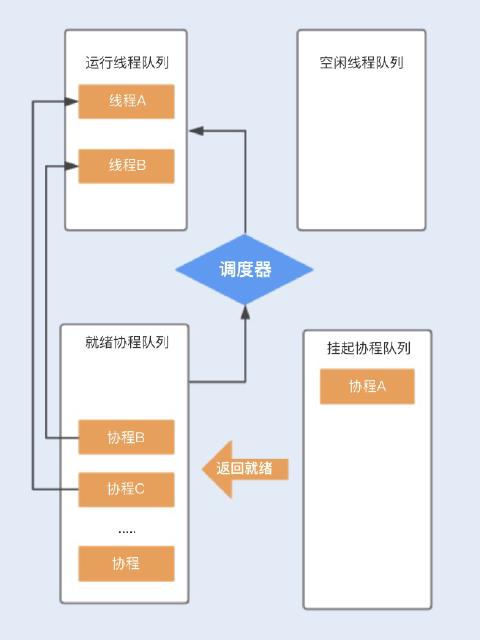 运行线程队列
空闲线程队列
线程A
线程B
调度器
就绪协程队列
挂起协程队列
协程A
协程B
返回就绪
协程C
.....
协程